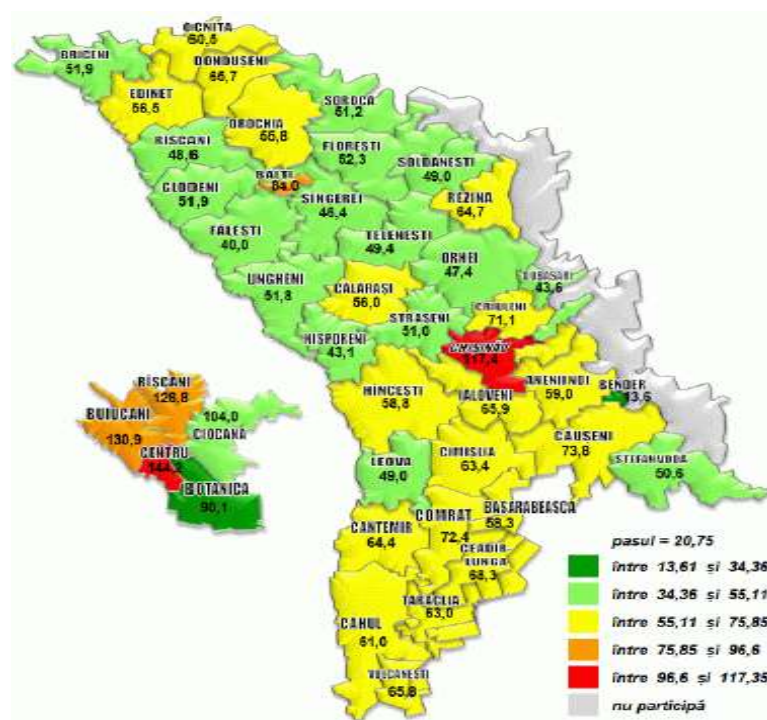 OCNITA
60,5
BRICENI
51,9
DONDUSENI
65,7
EDINET
56,5
SOROCA
51,2
DROCHIA
55,8
RISCANI
48,6
FLORESTI
52,3
SOLDANESTI
49,0
BALTI
84,0
GLODENI
51,9
SINGEREI
46,4
REZINA
64,7
FALESTI
40,0
TELENESTI
49,4
ORHEI
47,4
UNGHENI
51,8
CALARASI
56,0
DUBASARI
43,6
CRIULENI
71,1
STRASENI
51,0
NISPORENI
43,1
CHISINĂU
117,4
RÎSCANI
128,8
HINCESTI
58,8
IALOVENI
65,9
ANENIINOI
59,0
BENDER
13,6
BUIUCANI
130,9
104,0
CIOCANA
CENTRU
144,2
BOTANICA
90,1
LEOVA
49,0
CIMISLIA
63,4
CAUSENI
73,8
STEFANVODA
50,6
BASARABEASCA
58,3
CANTEMIR
64,4
COMRAT
72,4
CEADIR
LUNGA
68,3
TARACLIA
63,0
CAHUL
61,0
VULCANESTI
65,8
pasul = 20,75
între 13,61 și 34,36
între 34,36 și 55,11
între 55,11 și 75,85
între 75,85 și 96,6
între 96,6 și 117,35
nu participă